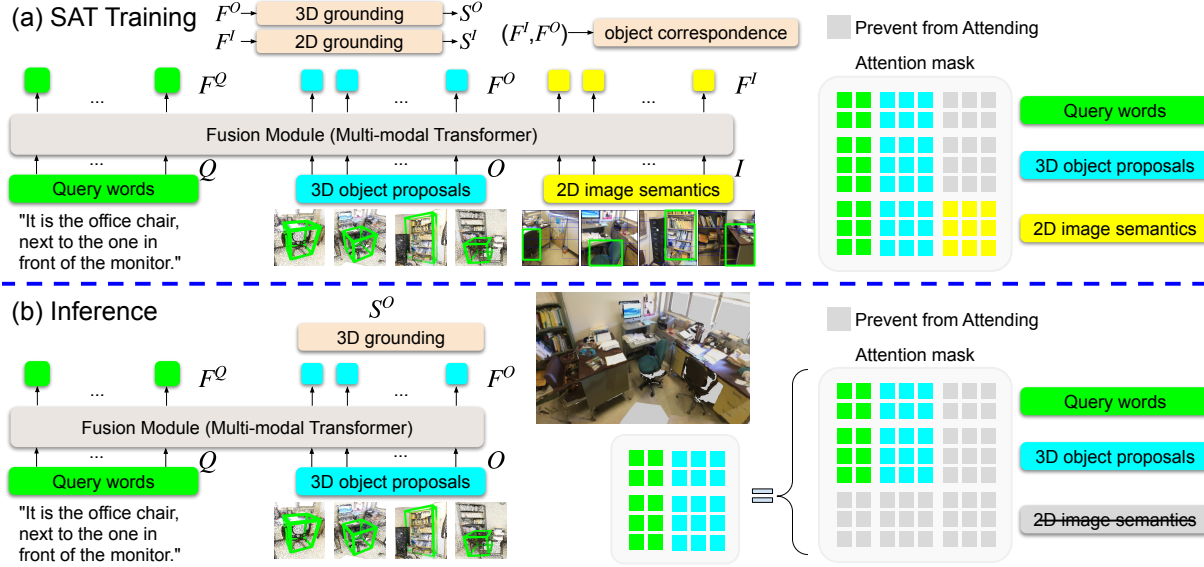 (a) SAT Training
F^O
3D grounding
S^O
F^I
2D grounding
S^I
(F^I,F^O)
object correspondence
Prevent from Attending
Attention mask
...
F^Q
...
F^O
...
F^I
Fusion Module (Multi-modal Transformer)
...
Q
...
O
...
I
Query words
3D object proposals
2D image semantics
"It is the office chair,
next to the one in
front of the monitor."
Query words
3D object proposals
2D image semantics
(b) Inference
S^O
3D grounding
...
F^Q
...
F^O
Fusion Module (Multi-modal Transformer)
...
Q
...
O
Query words
3D object proposals
"It is the office chair,
next to the one in
front of the monitor."
=
Prevent from Attending
Attention mask
Query words
3D object proposals
2D image semantics